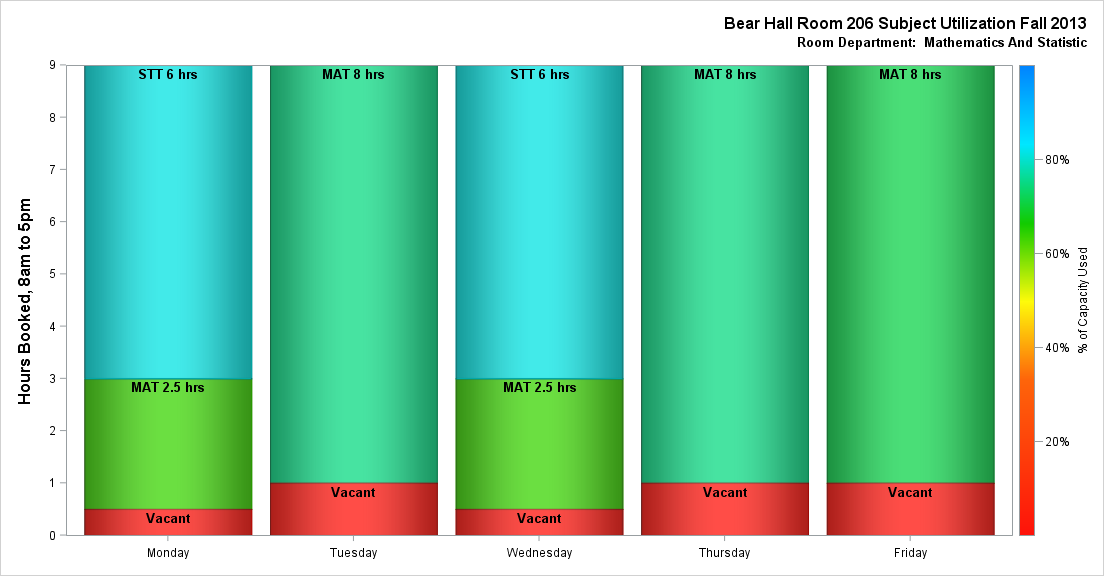 Bear Hall Room 206 Subject Utilization Fall 2013
Room Department:  Mathematics And Statistic
Hours Booked, 8am to 5pm
9
8
7
6
5
4
3
2
1
0
STT 6 hrs
MAT 2.5 hrs
Vacant
MAT 8 hrs
Vacant
STT 6 hrs
MAT 2.5 hrs
Vacant
MAT 8 hrs
Vacant
MAT 8 hrs
Vacant
Monday
Tuesday
Wednesday
Thursday
Friday
80%
60%
40%
20%
% of Capacity Used